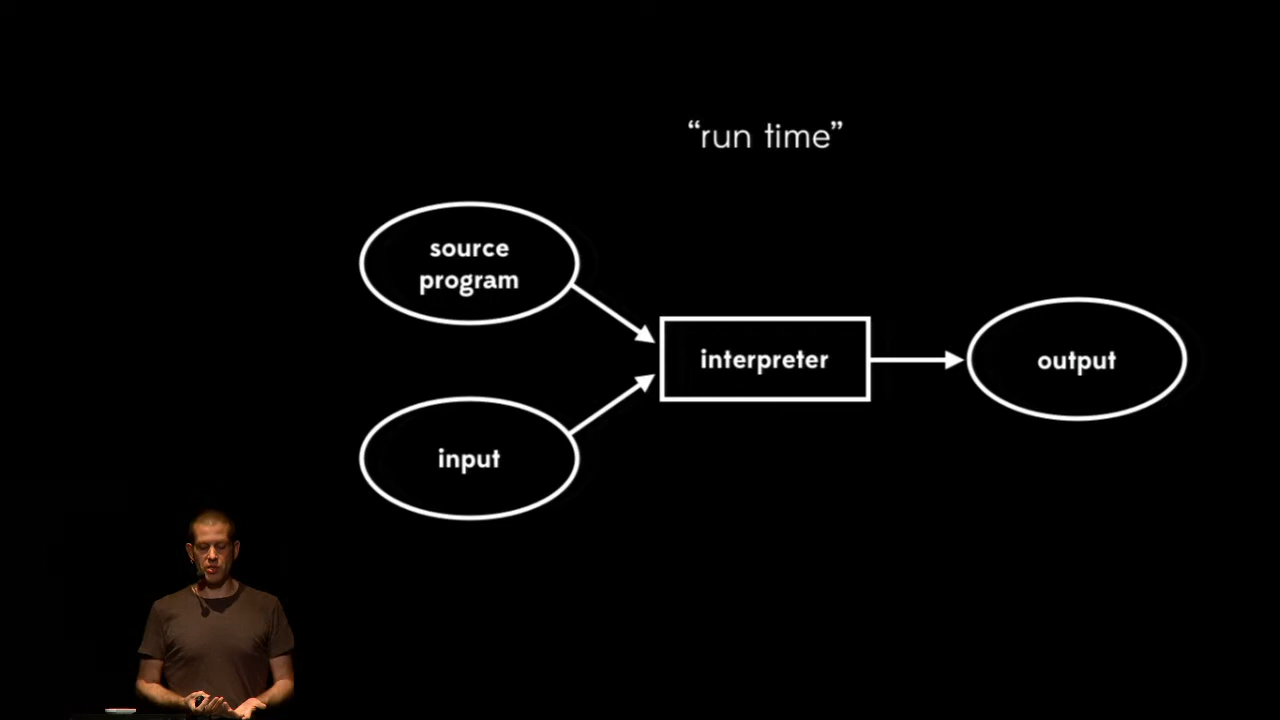 “run time”
source
program
interpreter
output
input